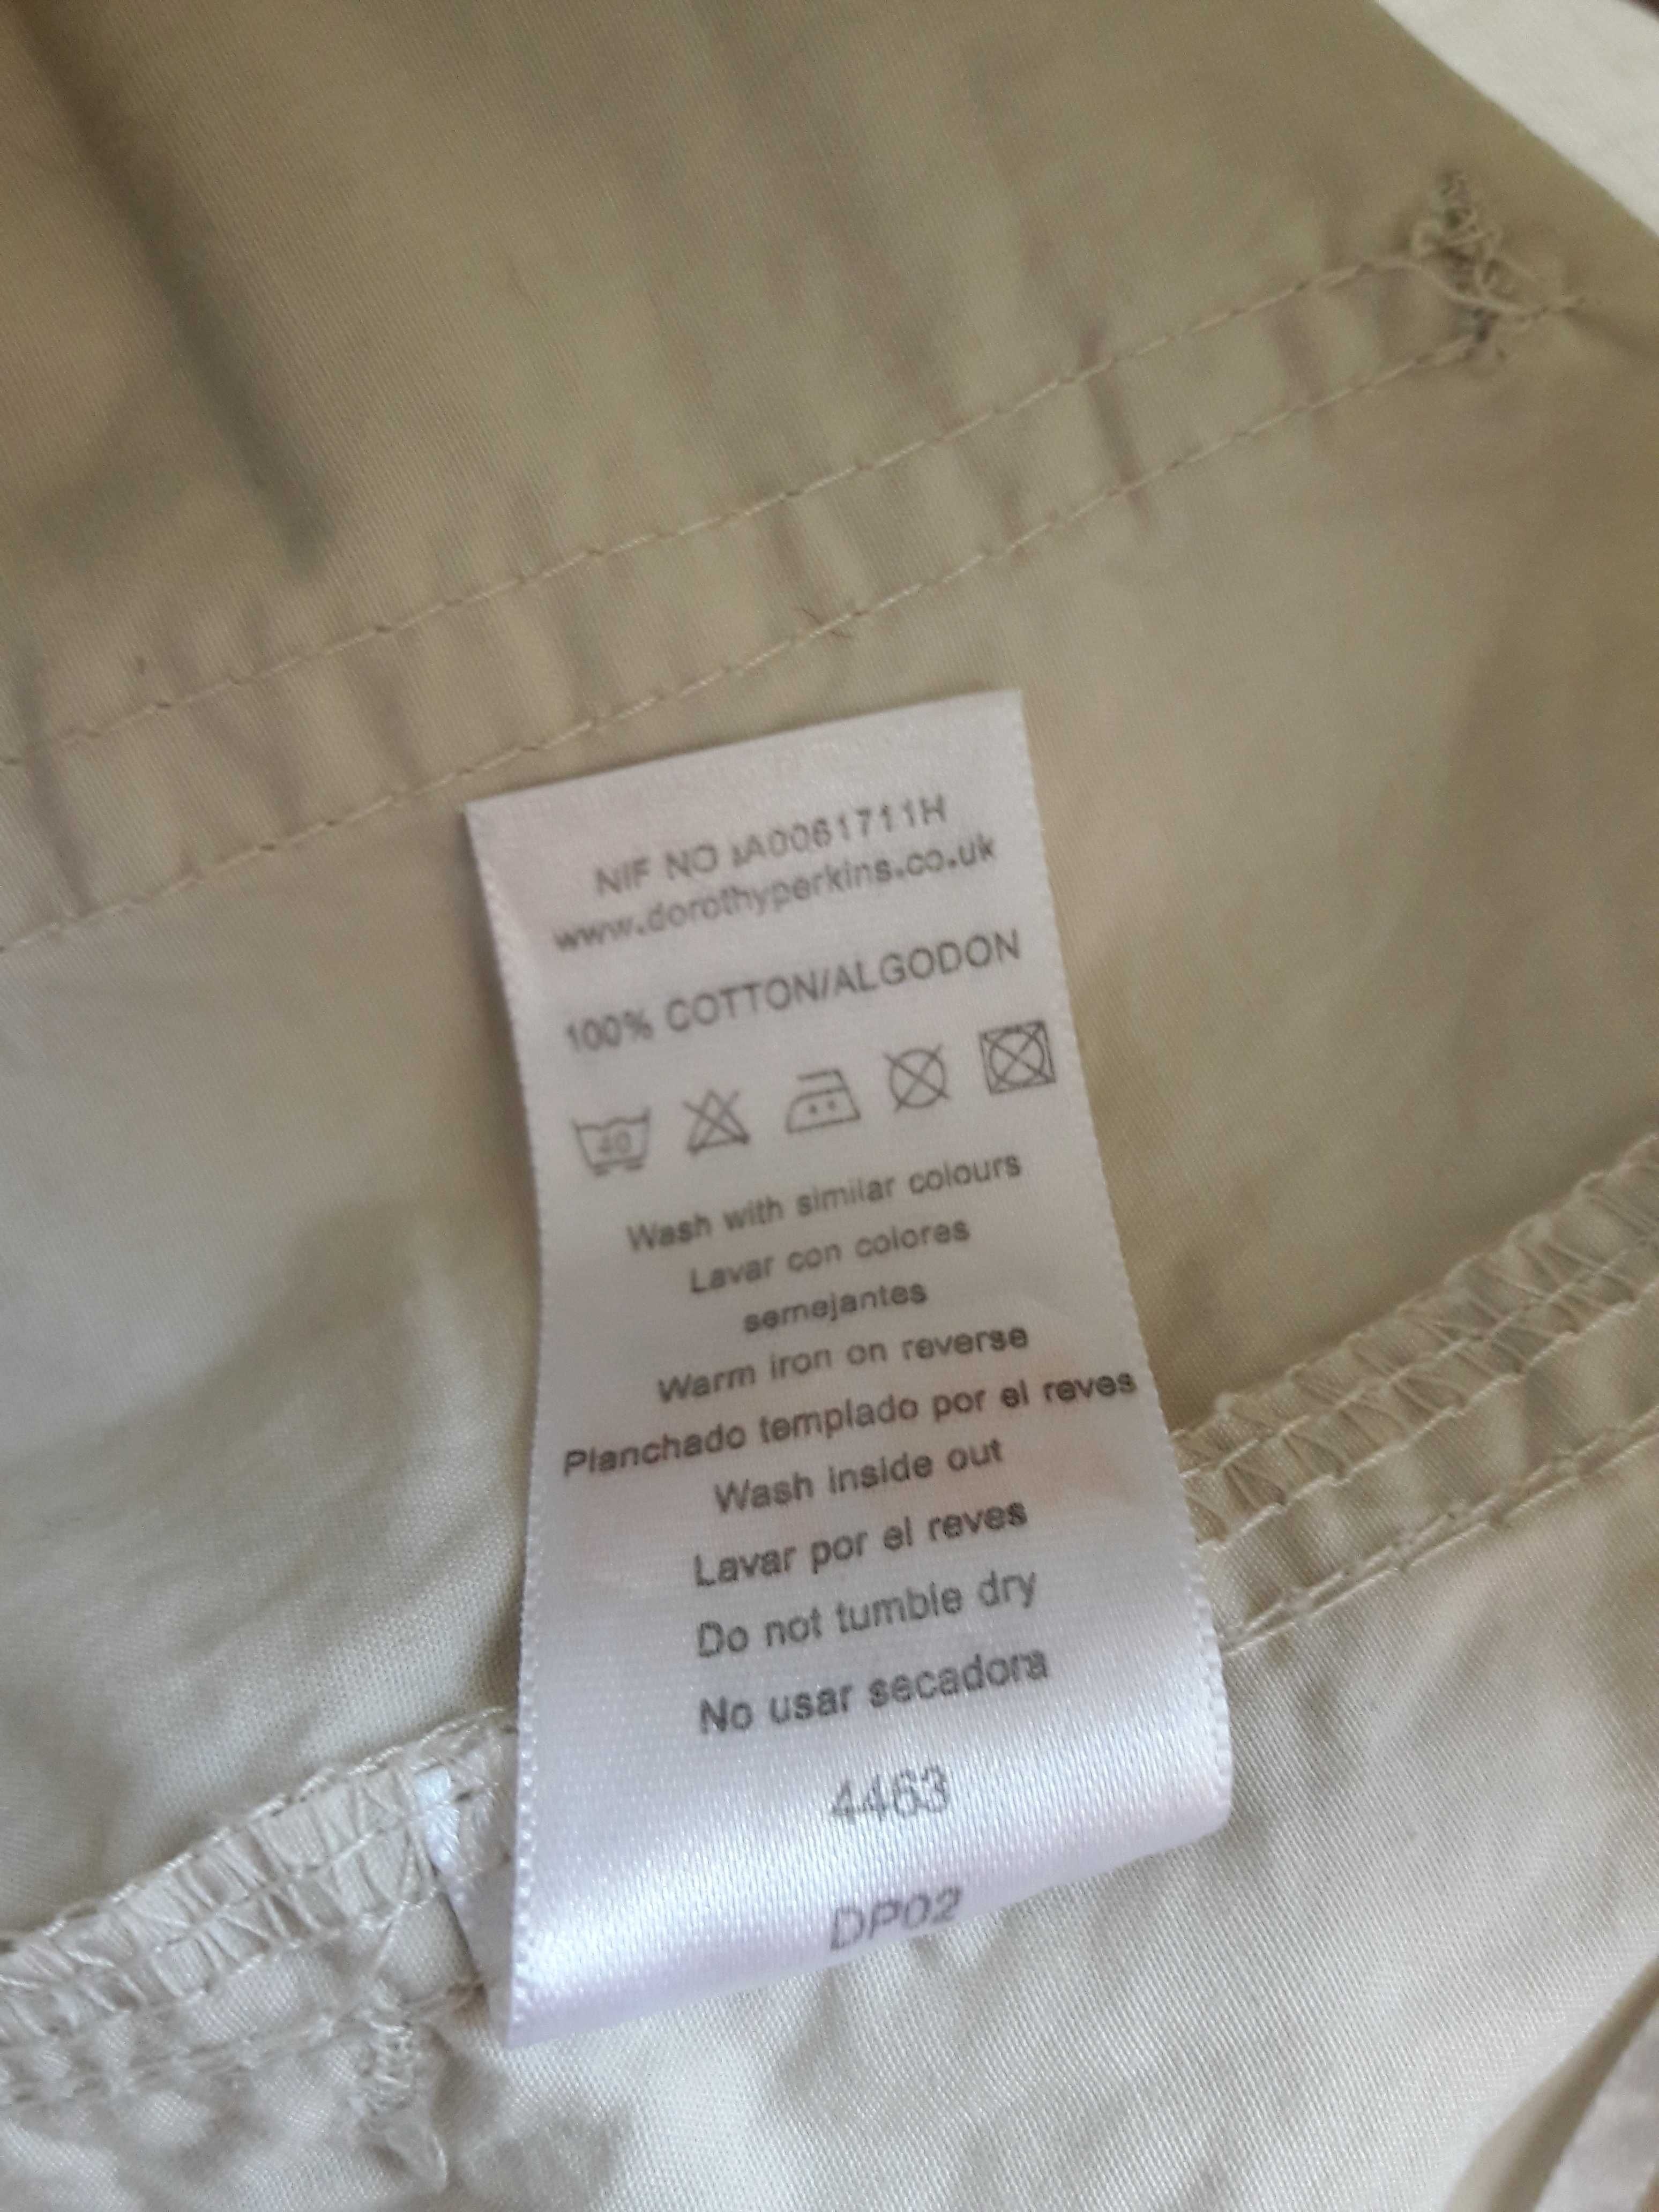 NIF NO :A0061711H
www.dorothyperkins.co.uk
100% COTTON/ALGODON
40
Wash with similar colours
Lavar con colores
semejantes
Warm iron on reverse
Planchado templado por el reves
Wash inside out
Lavar por el reves
Do not tumble dry
No usar secadora
4463
DP02